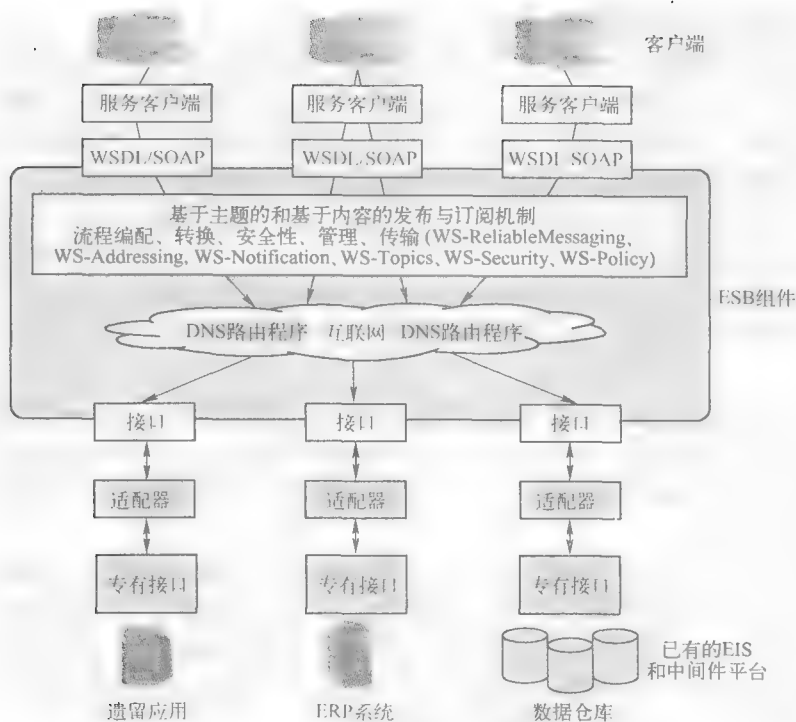 客户端
服务客户端 服务客户端 服务客户端
WSDL/SOAP WSDL/SOAP WSDL SOAP
基于主题的和基于内容的发布与订阅机制
流程编配、转换、安全性、管理、传输(WS-ReliableMessaging、
WS-Addressing、WS-Notification、WS-Topics、WS-Security、WS-Policy)
ESB组件
DNS路由程序 互联网 DNS路由程序
接口 接口 接口
适配器 适配器 适配器
专有接口 专有接口 专有接口
已有的EIS
和中间件平台
遗留应用 ERP系统 数据仓库